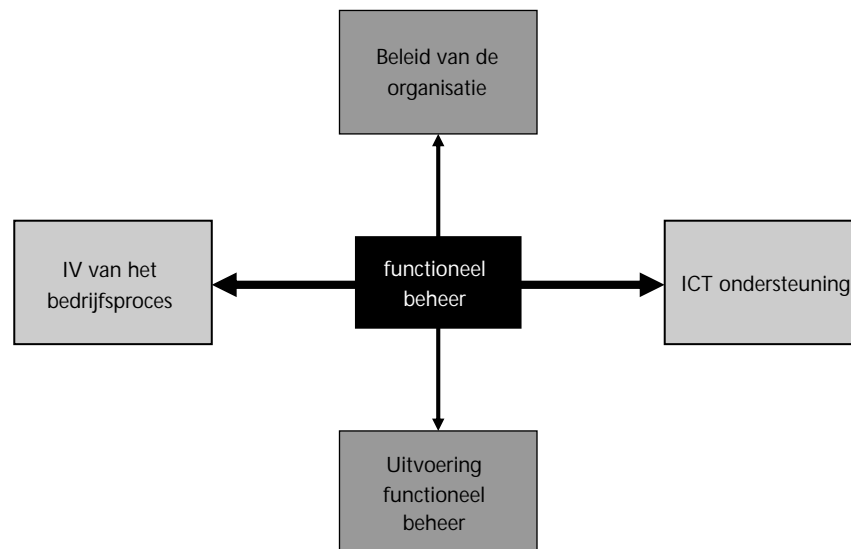 Beleid van de
organisatie
IV van het
bedrijfsproces
functioneel
beheer
ICT ondersteuning
Uitvoering
functioneel
beheer